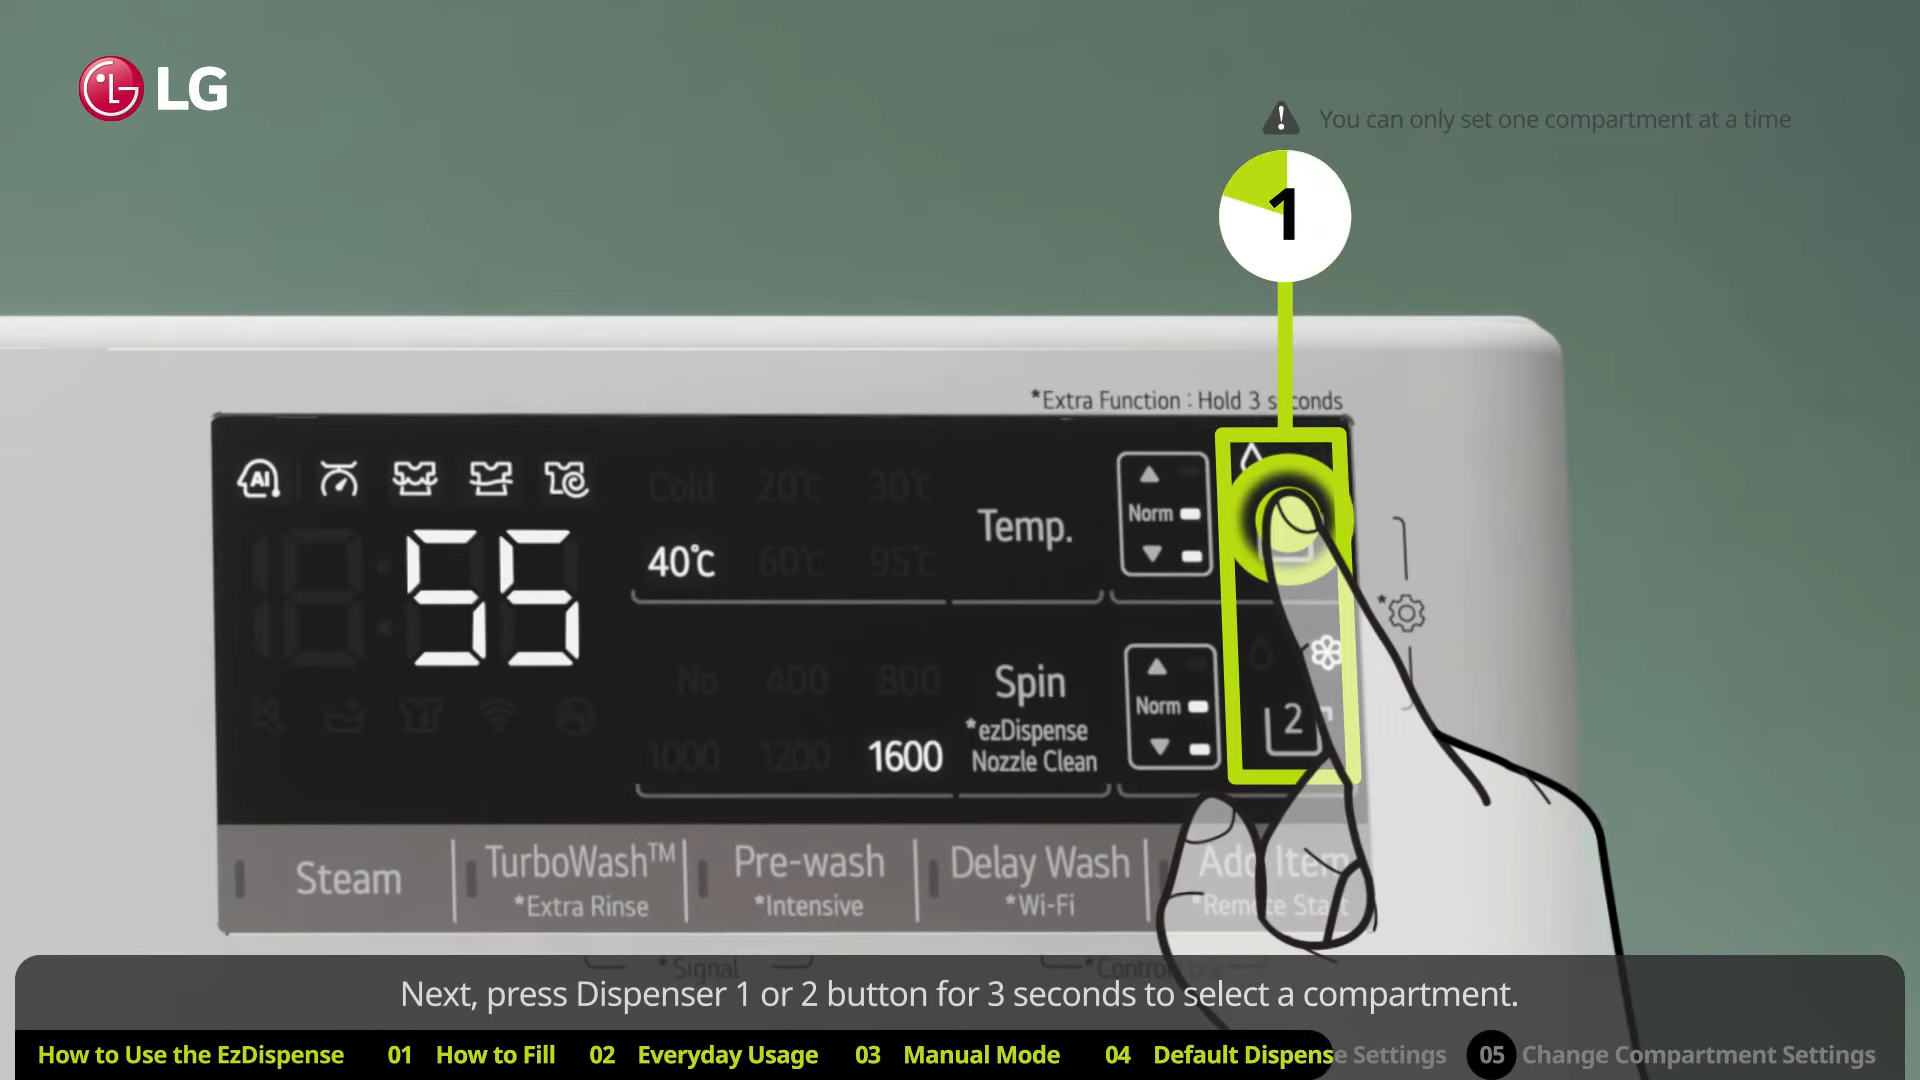 LG
You can only set one compartment at a time
1
*Extra Function : Hold 3 seconds
AI
Cold 20°c 30°c
40°c 60°c 95°c
Temp.
Norm
55
No 400 800
1000 1200 1600
Spin
*ezDispense
Nozzle Clean
Norm
2
*
Steam
TurboWash™
*Extra Rinse
Pre-wash
*Intensive
Delay Wash
*Wi-Fi
Add Item
*Remote Start
*Signal
Next, press Dispenser 1 or 2 button for 3 seconds to select a compartment.
How to Use the EzDispense 01 How to Fill 02 Everyday Usage 03 Manual Mode 04 Default Dispense Settings 05 Change Compartment Settings